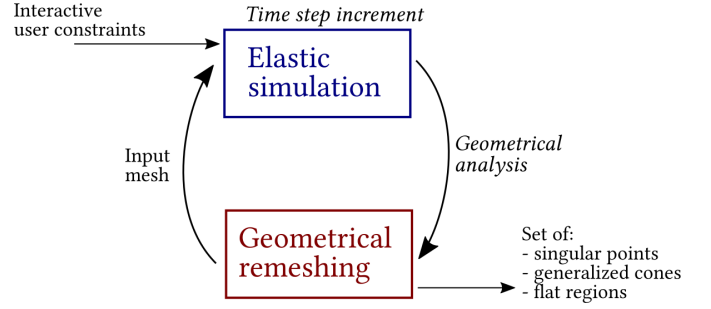 Interactive
user constraints
Time step increment
Elastic
simulation
Input
mesh
Geometrical
analysis
Geometrical
remeshing
Set of:
- singular points
- generalized cones
- flat regions